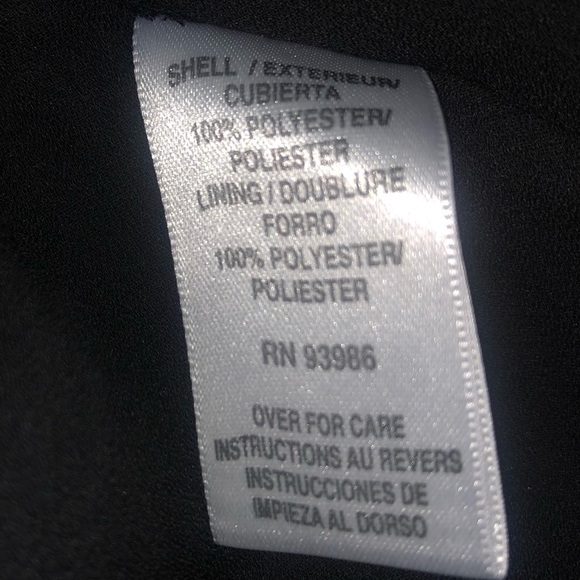 SHELL / EXTERIEUR/
CUBIERTA
100% POLYESTER/
POLIESTER
LINING / DOUBLURE
FORRO
100% POLYESTER/
POLIESTER
RN 93986
OVER FOR CARE
INSTRUCTIONS AU REVERS
INSTRUCCIONES DE
IMPIEZA AL DORSO